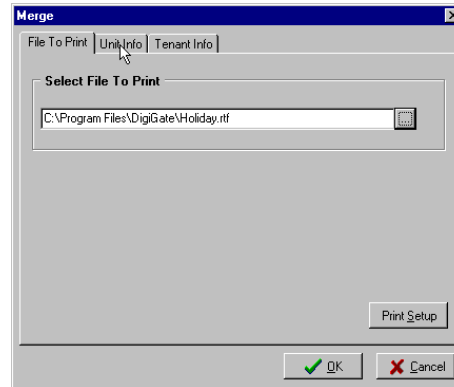 Merge
File To Print Unit Info Tenant Info
Select File To Print
C:\Program Files\DigiGate\Holiday.rtf
...
Print Setup
OK Cancel